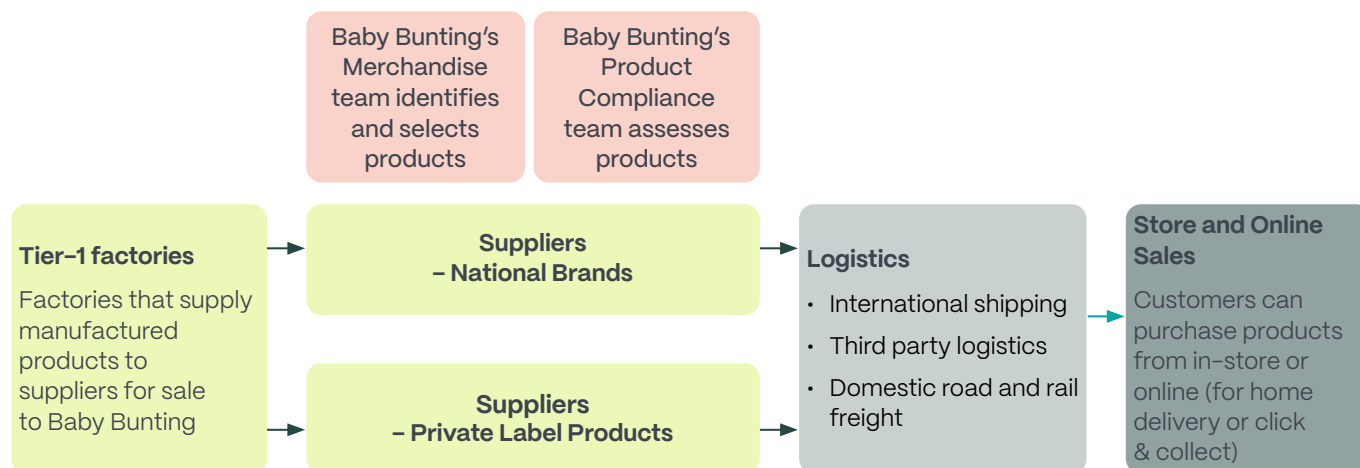 Baby Bunting’s
Merchandise
team identifies
and selects
products
Baby Bunting’s
Product
Compliance
team assesses
products
Tier–1 factories
Factories that supply
manufactured
products to
suppliers for sale
to Baby Bunting
Suppliers
– National Brands
Suppliers
– Private Label Products
Logistics
• International shipping
• Third party logistics
• Domestic road and rail
freight
Store and Online
Sales
Customers can
purchase products
from in-store or
online (for home
delivery or click
& collect)